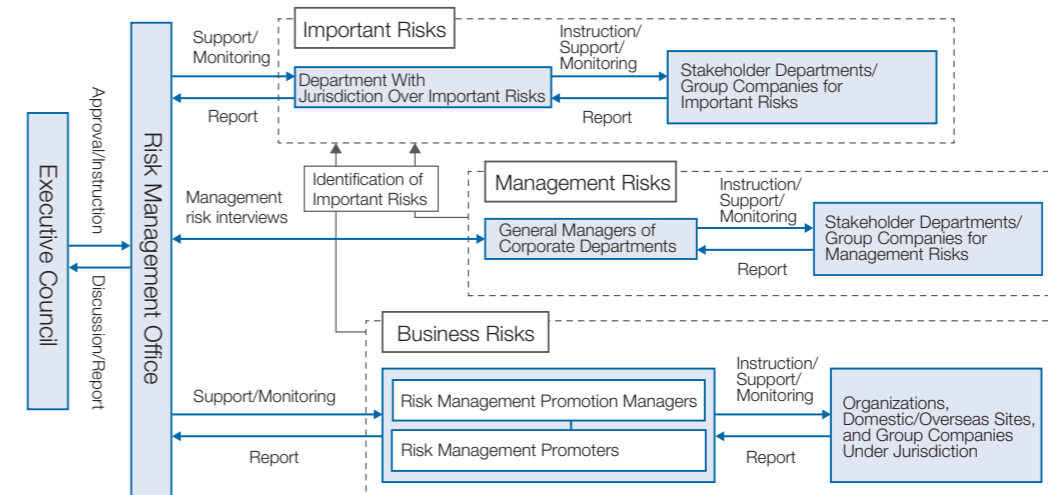 Executive Council
Approval/Instruction
Discussion/Report
Risk Management Office
Important Risks
Support/
Monitoring
Report
Department With
Jurisdiction Over Important Risks
Instruction/
Support/
Monitoring
Report
Stakeholder Departments/
Group Companies for
Important Risks
Identification of
Important Risks
Management Risks
Management
risk interviews
General Managers of
Corporate Departments
Instruction/
Support/
Monitoring
Report
Stakeholder Departments/
Group Companies for
Management Risks
Business Risks
Support/Monitoring
Report
Risk Management Promotion Managers
Risk Management Promoters
Instruction/
Support/
Monitoring
Report
Organizations,
Domestic/Overseas Sites,
and Group Companies
Under Jurisdiction